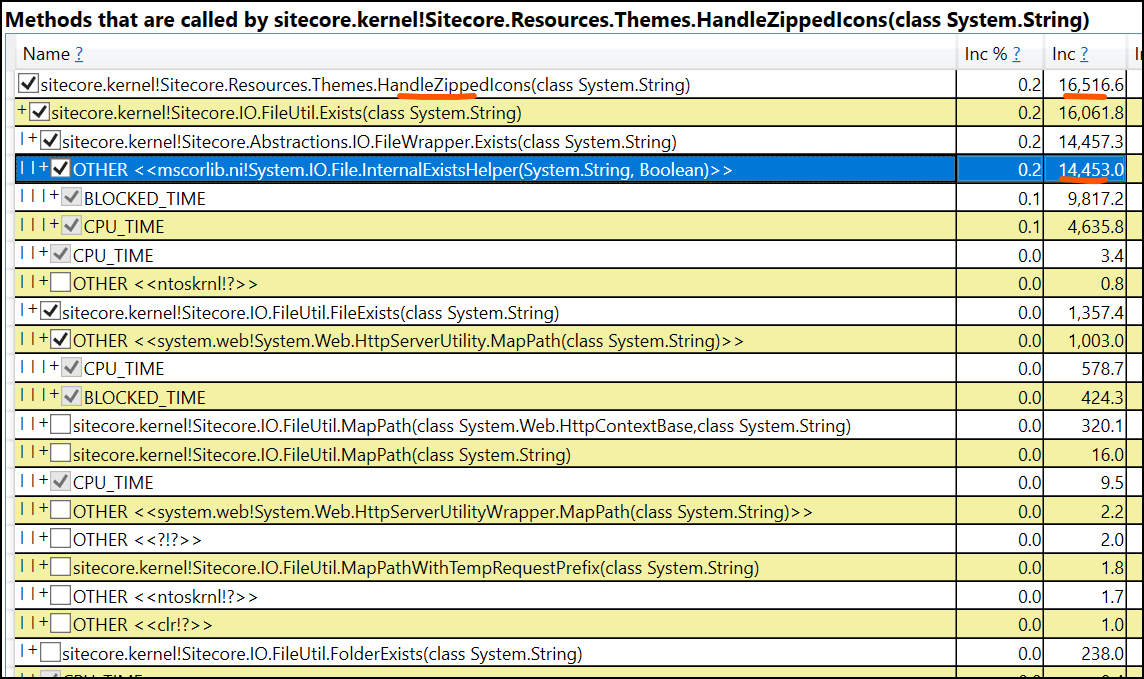 Methods that are called by sitecore.kernel!Sitecore.Resources.Themes.HandleZippedIcons(class System.String)
Name ? Inc % ? Inc ? I
sitecore.kernel!Sitecore.Resources.Themes.HandleZippedIcons(class System.String) 0.2 16,516.6
+ sitecore.kernel!Sitecore.IO.FileUtil.Exists(class System.String) 0.2 16,061.8
| + sitecore.kernel!Sitecore.Abstractions.IO.FileWrapper.Exists(class System.String) 0.2 14,457.3
| | + OTHER <<mscorlib.ni!System.IO.File.InternalExistsHelper(System.String, Boolean)>> 0.2 14,453.0
| | | + BLOCKED_TIME 0.1 9,817.2
| | | + CPU_TIME 0.1 4,635.8
| | + CPU_TIME 0.0 3.4
| | + OTHER <<ntoskrnl!?>> 0.0 0.8
| + sitecore.kernel!Sitecore.IO.FileUtil.FileExists(class System.String) 0.0 1,357.4
| | + OTHER <<system.web!System.Web.HttpServerUtility.MapPath(class System.String)>> 0.0 1,003.0
| | | + CPU_TIME 0.0 578.7
| | | + BLOCKED_TIME 0.0 424.3
| | + sitecore.kernel!Sitecore.IO.FileUtil.MapPath(class System.Web.HttpContextBase,class System.String) 0.0 320.1
| | + sitecore.kernel!Sitecore.IO.FileUtil.MapPath(class System.String) 0.0 16.0
| | + CPU_TIME 0.0 9.5
| | + OTHER <<system.web!System.Web.HttpServerUtilityWrapper.MapPath(class System.String)>> 0.0 2.2
| | + OTHER <<?!?>> 0.0 2.0
| | + sitecore.kernel!Sitecore.IO.FileUtil.MapPathWithTempRequestPrefix(class System.String) 0.0 1.8
| | + OTHER <<ntoskrnl!?>> 0.0 1.7
| | + OTHER <<clr!?>> 0.0 1.0
| + sitecore.kernel!Sitecore.IO.FileUtil.FolderExists(class System.String) 0.0 238.0